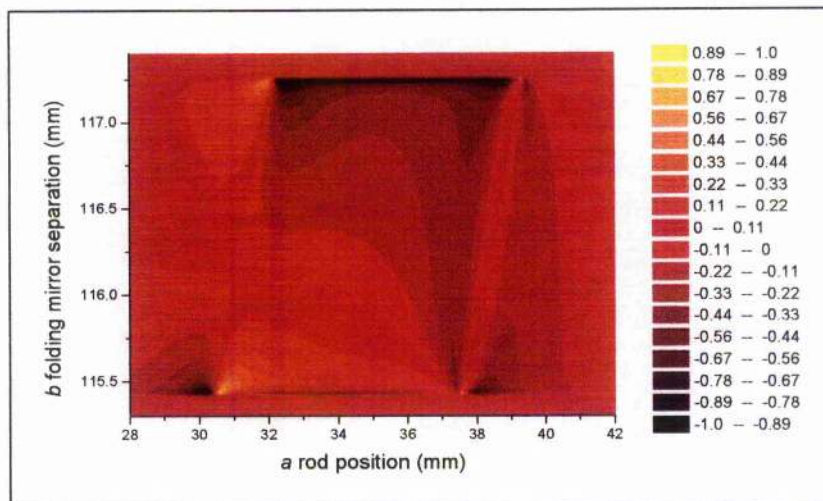 117.0
116.5
116.0
115.5
b folding mirror separation (mm)
28 30 32 34 36 38 40 42
a rod position (mm)
0.89 -- 1.0
0.78 -- 0.89
0.67 -- 0.78
0.56 -- 0.67
0.44 -- 0.56
0.33 -- 0.44
0.22 -- 0.33
0.11 -- 0.22
0 -- 0.11
-0.11 -- 0
-0.22 -- -0.11
-0.33 -- -0.22
-0.44 -- -0.33
-0.56 -- -0.44
-0.67 -- -0.56
-0.78 -- -0.67
-0.89 -- -0.78
-1.0 -- -0.89